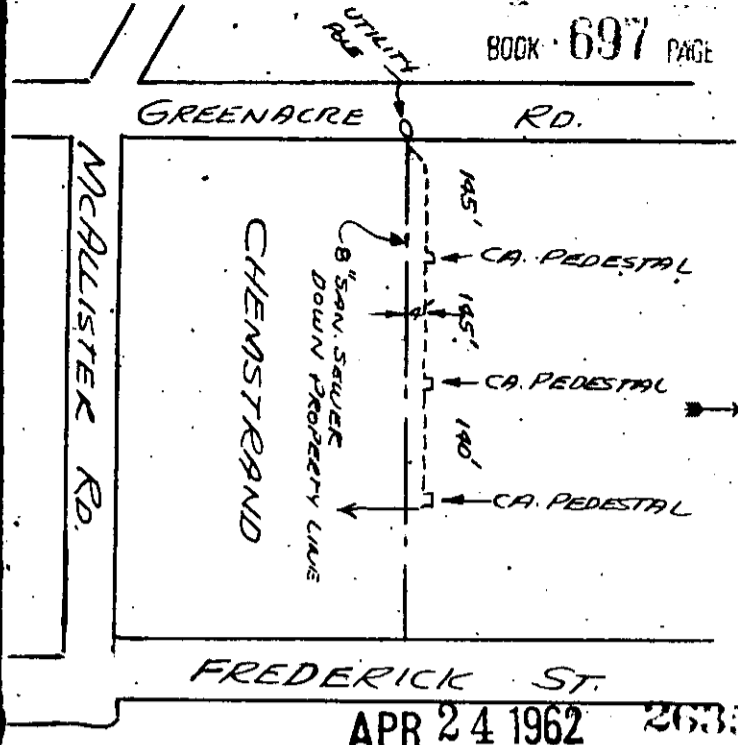 BOOK 697 PAGE
UTILITY
POLE
GREENACRE RD.
McALLISTER RD.
CHEMSTRAND
8" SAN. SEWER
DOWN PROPERTY LINE
145'
CA. PEDESTAL
4'
145'
CA. PEDESTAL
140'
CA. PEDESTAL
FREDERICK ST.
APR 24 1962